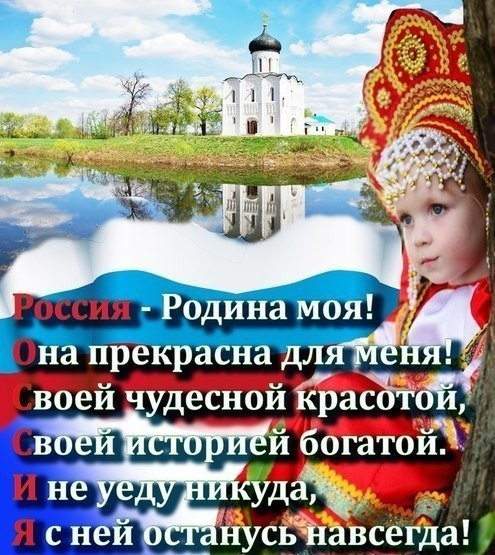 Россия - Родина моя!
Она прекрасна для меня!
Своей чудесной красотой,
Своей историей богатой.
И не уеду никуда,
Я с ней останусь навсегда!